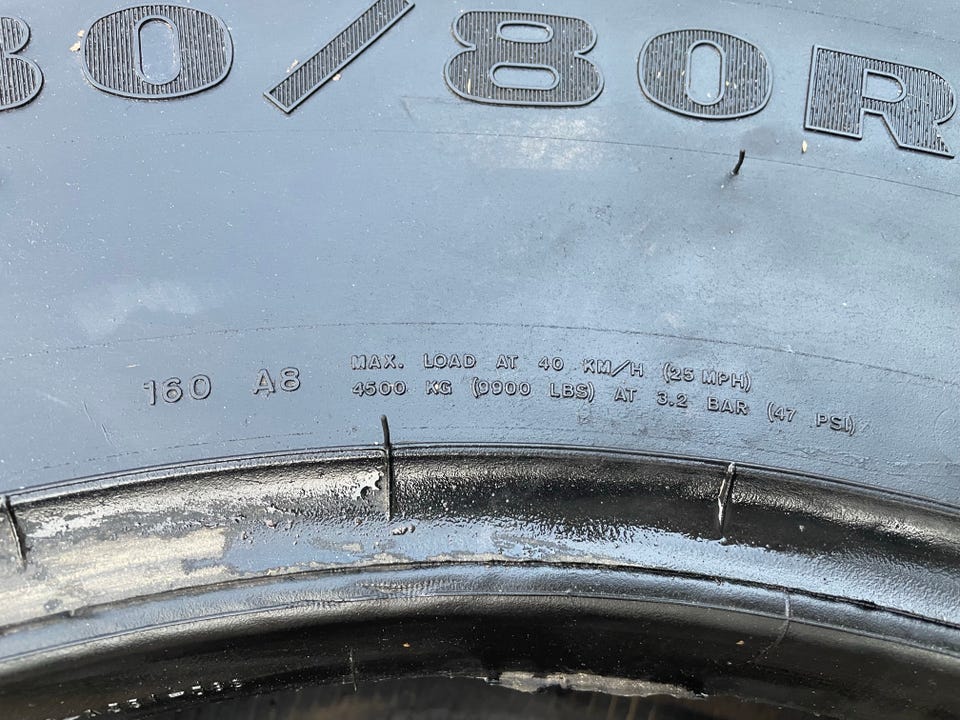 80/80R
160 A8
MAX. LOAD AT 40 KM/H (25 MPH)
4500 KG (9900 LBS) AT 3.2 BAR (47 PSI)